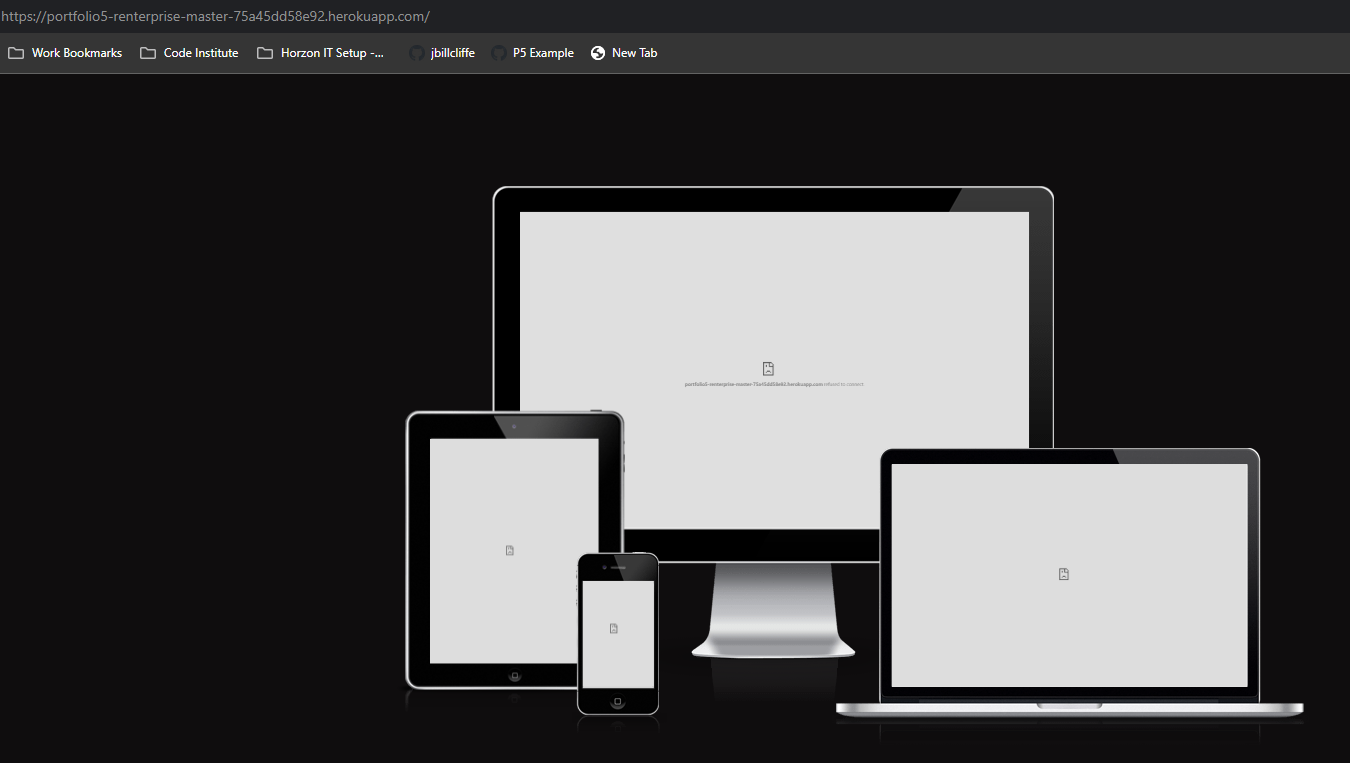 https://portfolio5-renterprise-master-75a45dd58e92.herokuapp.com/
Work Bookmarks Code Institute Horzon IT Setup -... jbillcliffe P5 Example New Tab
portfolio5-renterprise-master-75a45dd58e92.herokuapp.com refused to connect